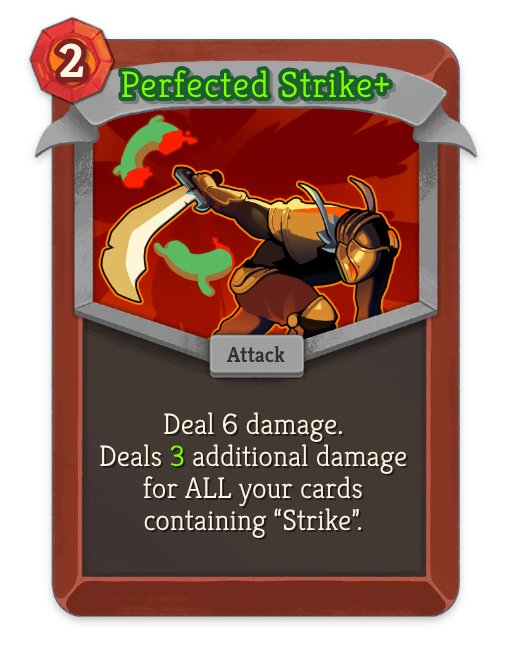 2
Perfected Strike+
Attack
Deal 6 damage.
Deals 3 additional damage
for ALL your cards
containing “Strike”.